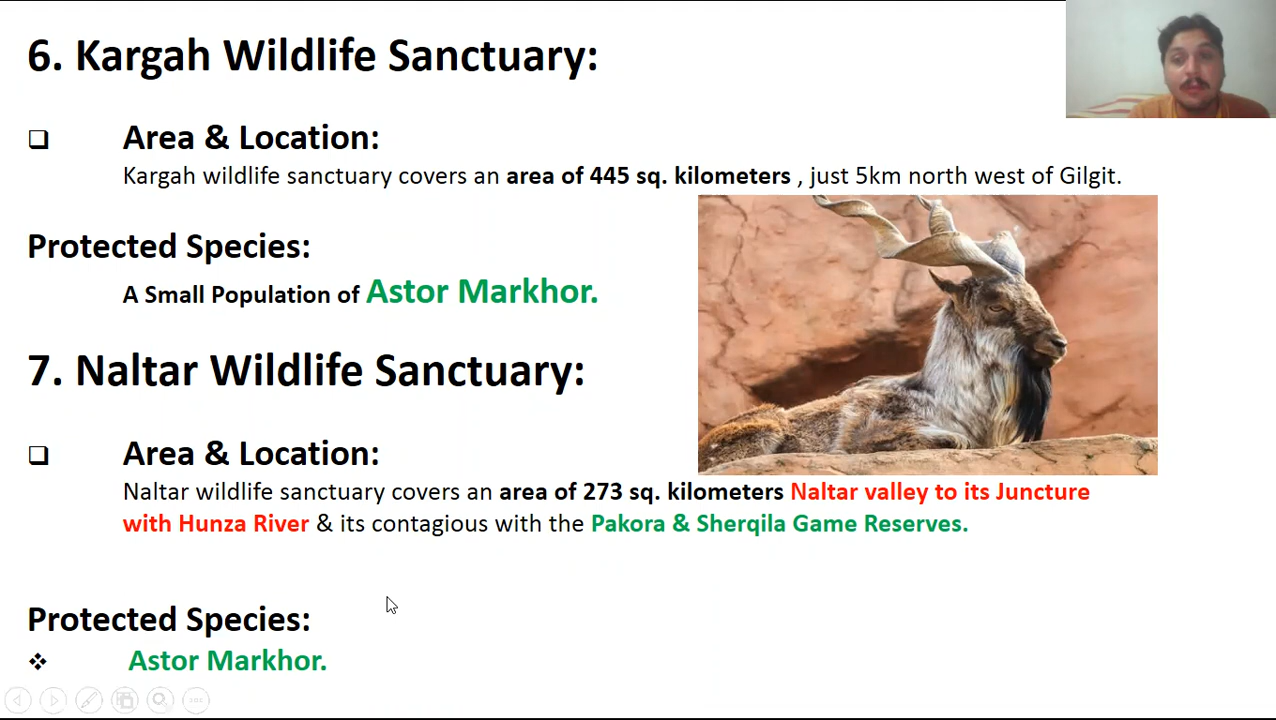 6. Kargah Wildlife Sanctuary:
Area & Location:
Kargah wildlife sanctuary covers an area of 445 sq. kilometers , just 5km north west of Gilgit.
Protected Species:
A Small Population of Astor Markhor.
7. Naltar Wildlife Sanctuary:
Area & Location:
Naltar wildlife sanctuary covers an area of 273 sq. kilometers Naltar valley to its Juncture
with Hunza River & its contagious with the Pakora & Sherqila Game Reserves.
Protected Species:
Astor Markhor.